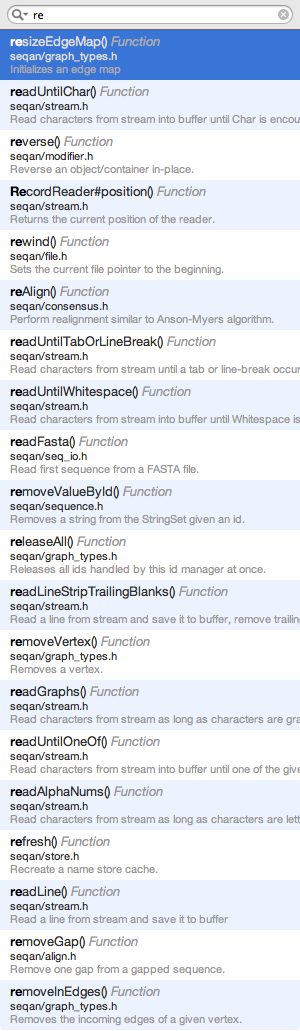 re
resizeEdgeMap() Function
seqan/graph_types.h
Initializes an edge map
readUntilChar() Function
seqan/stream.h
Read characters from stream into buffer until Char is encou
reverse() Function
seqan/modifier.h
Reverse an object/container in-place.
RecordReader#position() Function
seqan/stream.h
Returns the current position of the reader.
rewind() Function
seqan/file.h
Sets the current file pointer to the beginning.
reAlign() Function
seqan/consensus.h
Perform realignment similar to Anson-Myers algorithm.
readUntilTabOrLineBreak() Function
seqan/stream.h
Read characters from stream until a tab or line-break occur
readUntilWhitespace() Function
seqan/stream.h
Read characters from stream into buffer until Whitespace is
readFasta() Function
seqan/seq_io.h
Read first sequence from a FASTA file.
removeValueById() Function
seqan/sequence.h
Removes a string from the StringSet given an id.
releaseAll() Function
seqan/graph_types.h
Releases all ids handled by this id manager at once.
readLineStripTrailingBlanks() Function
seqan/stream.h
Read a line from stream and save it to buffer, remove trailing
removeVertex() Function
seqan/graph_types.h
Removes a vertex.
readGraphs() Function
seqan/stream.h
Read characters from stream as long as characters are gra
readUntilOneOf() Function
seqan/stream.h
Read characters from stream into buffer until one of the give
readAlphaNums() Function
seqan/stream.h
Read characters from stream as long as characters are lett
refresh() Function
seqan/store.h
Recreate a name store cache.
readLine() Function
seqan/stream.h
Read a line from stream and save it to buffer
removeGap() Function
seqan/align.h
Remove one gap from a gapped sequence.
removeInEdges() Function
seqan/graph_types.h
Removes the incoming edges of a given vertex.